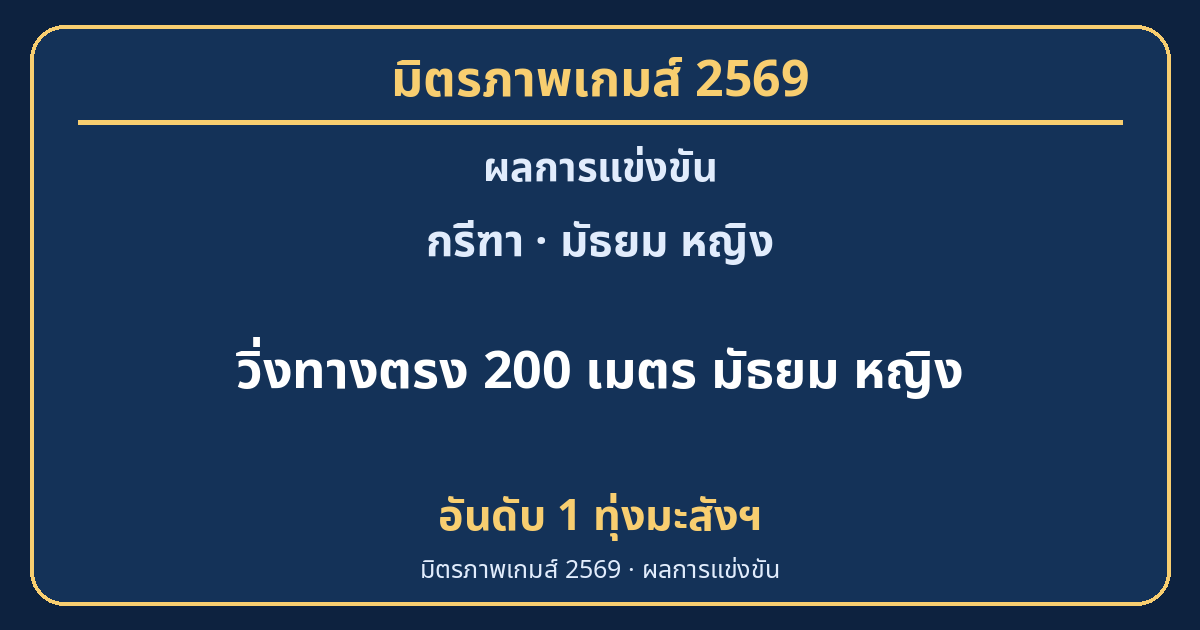 มิตรภาพเกมส์ 2569
ผลการแข่งขัน
กรีฑา · มัธยม หญิง
วิ่งทางตรง 200 เมตร มัธยม หญิง
อันดับ 1 ทุ่งมะสังฯ
มิตรภาพเกมส์ 2569 · ผลการแข่งขัน